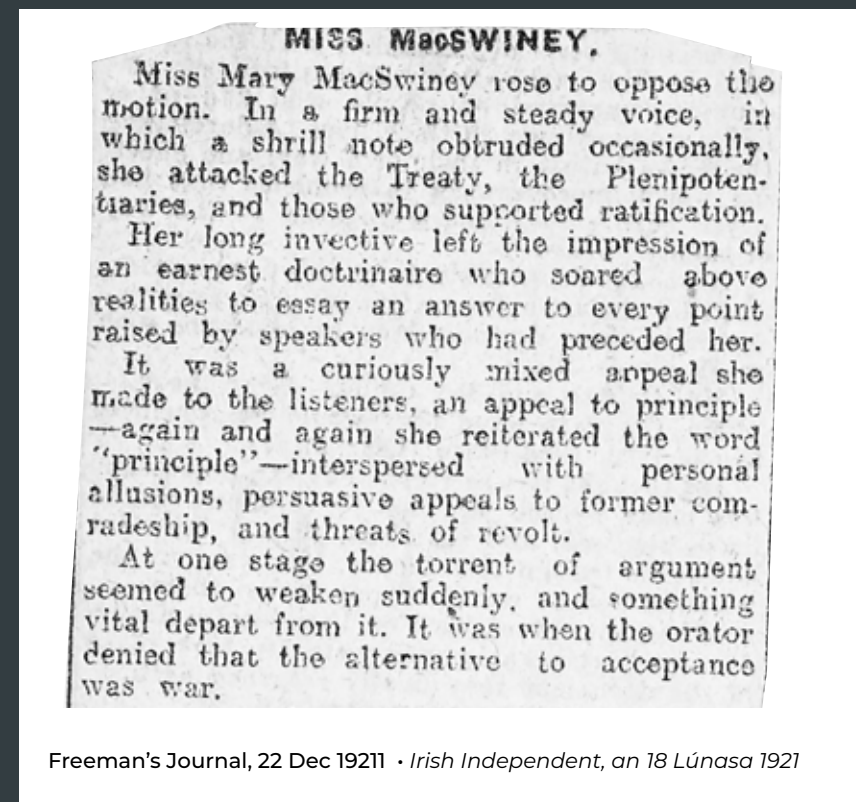 MISS MacSWINEY.
Miss Mary MacSwiney rose to oppose the
motion. In a firm and steady voice, in
which a shrill note obtruded occasionally,
she attacked the Treaty, the Plenipoten-
tiaries, and those who supported ratification.
Her long invective left the impression of
an earnest doctrinaire who soared above
realities to essay an answer to every point
raised by speakers who had preceded her.
It was a curiously mixed appeal she
made to the listeners, an appeal to principle
—again and again she reiterated the word
"principle"—interspersed with personal
allusions, persuasive appeals to former com-
radeship, and threats of revolt.
At one stage the torrent of argument
seemed to weaken suddenly, and something
vital depart from it. It was when the orator
denied that the alternative to acceptance
was war.
Freeman's Journal, 22 Dec 19211 • Irish Independent, an 18 Lúnasa 1921